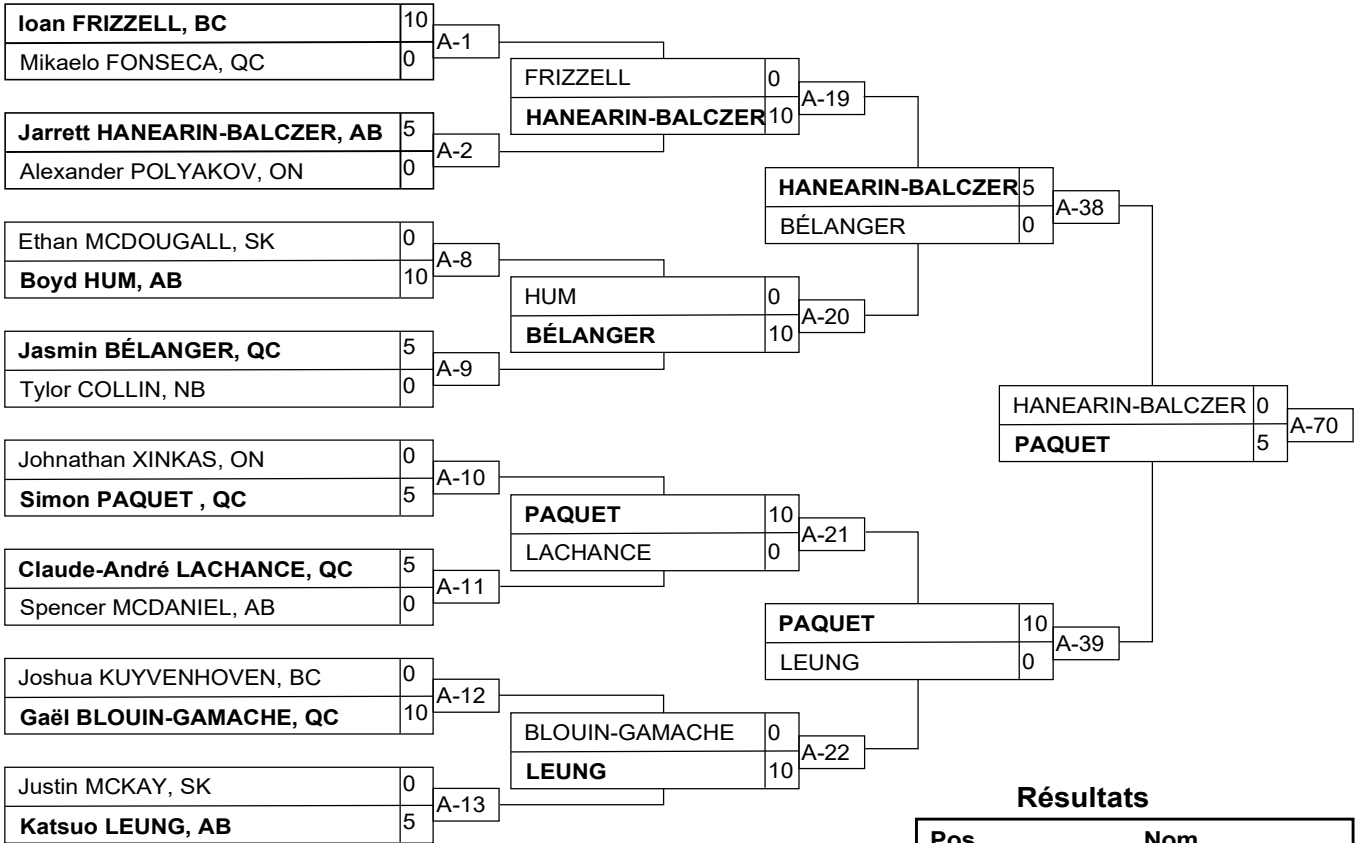 Ioan FRIZZELL, BC 10
Mikaelo FONSECA, QC 0
A-1
Jarrett HANEARIN-BALCZER, AB 5
Alexander POLYAKOV, ON 0
A-2
Ethan MCDOUGALL, SK 0
Boyd HUM, AB 10
A-8
Jasmin BÉLANGER, QC 5
Tylor COLLIN, NB 0
A-9
Johnathan XINKAS, ON 0
Simon PAQUET , QC 5
A-10
Claude-André LACHANCE, QC 5
Spencer MCDANIEL, AB 0
A-11
Joshua KUYVENHOVEN, BC 0
Gaël BLOUIN-GAMACHE, QC 10
A-12
Justin MCKAY, SK 0
Katsuo LEUNG, AB 5
A-13
FRIZZELL 0
HANEARIN-BALCZER 10
A-19
HUM 0
BÉLANGER 10
A-20
PAQUET 10
LACHANCE 0
A-21
BLOUIN-GAMACHE 0
LEUNG 10
A-22
HANEARIN-BALCZER 5
BÉLANGER 0
A-38
PAQUET 10
LEUNG 0
A-39
HANEARIN-BALCZER 0
PAQUET 5
A-70
Résultats
Pos Nom